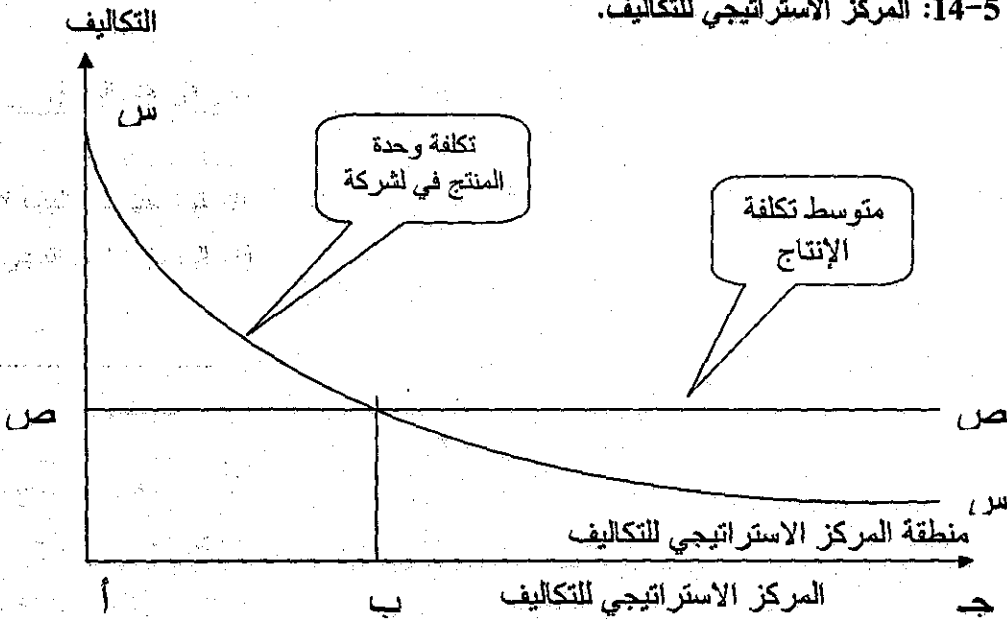 14-5: المركز الاستراتيجي للتكاليف.
التكاليف
س
تكلفة وحدة
المنتج في لشركة
متوسط تكلفة
الإنتاج
ص
ص
س
منطقة المركز الاستراتيجي للتكاليف
أ
ب
المركز الاستراتيجي للتكاليف
جـ